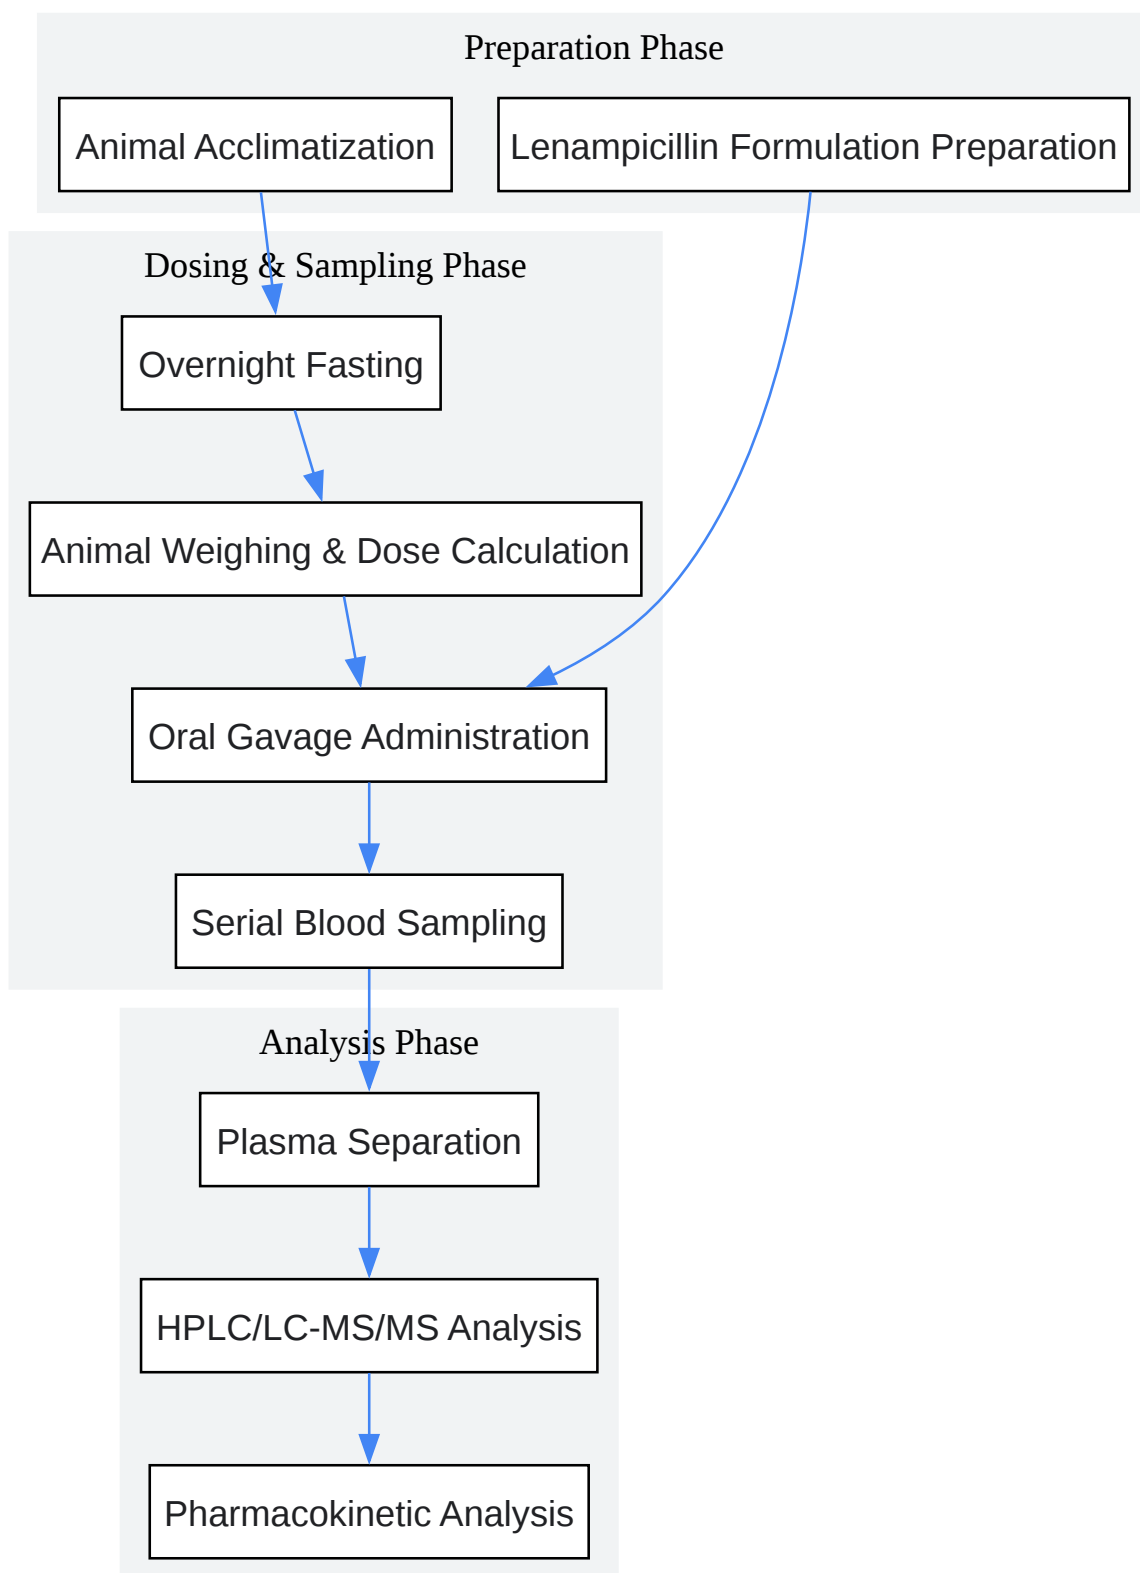 Preparation Phase
Animal Acclimatization
Lenampicillin Formulation Preparation
Dosing & Sampling Phase
Overnight Fasting
Animal Weighing & Dose Calculation
Oral Gavage Administration
Serial Blood Sampling
Analysis Phase
Plasma Separation
HPLC/LC-MS/MS Analysis
Pharmacokinetic Analysis